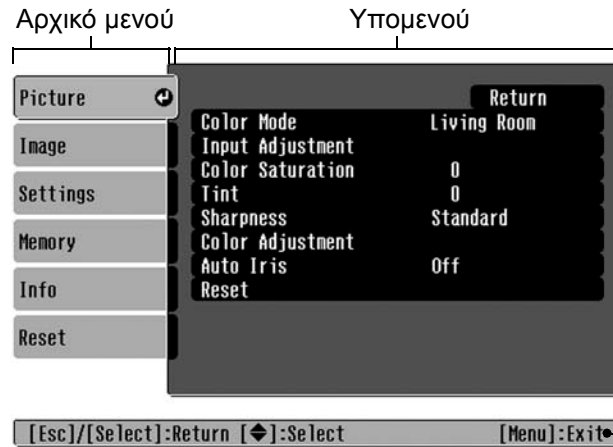 Αρχικό μενού Υπομενού
Picture
Image
Settings
Memory
Info
Reset
Return
Color Mode Living Room
Input Adjustment
Color Saturation 0
Tint 0
Sharpness Standard
Color Adjustment
Auto Iris Off
Reset
[Esc]/[Select]:Return [◆]:Select [Menu]:Exit